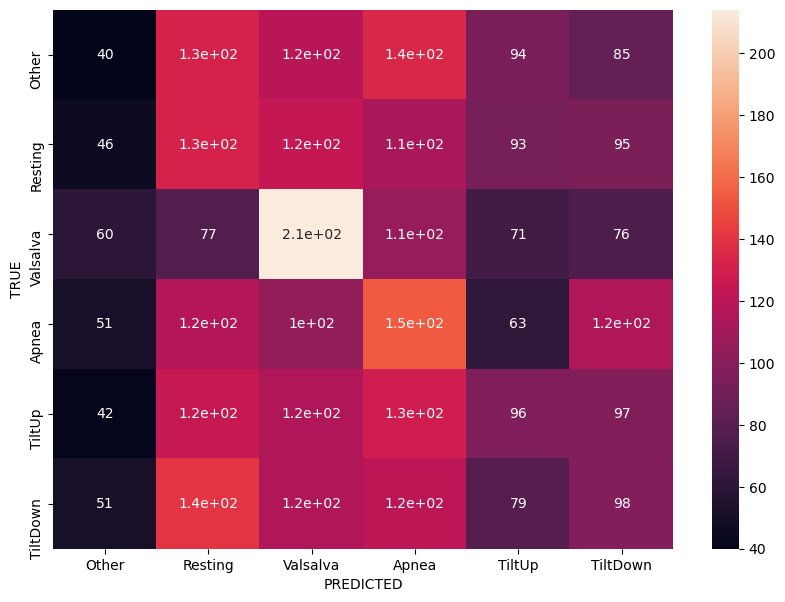 Other 40 1.3e+02 1.2e+02 1.4e+02 94 85
Resting 46 1.3e+02 1.2e+02 1.1e+02 93 95
Valsalva 60 77 2.1e+02 1.1e+02 71 76
Apnea 51 1.2e+02 1e+02 1.5e+02 63 1.2e+02
TiltUp 42 1.2e+02 1.2e+02 1.3e+02 96 97
TiltDown 51 1.4e+02 1.2e+02 1.2e+02 79 98
TRUE
Other Resting Valsalva Apnea TiltUp TiltDown
PREDICTED
200
180
160
140
120
100
80
60
40